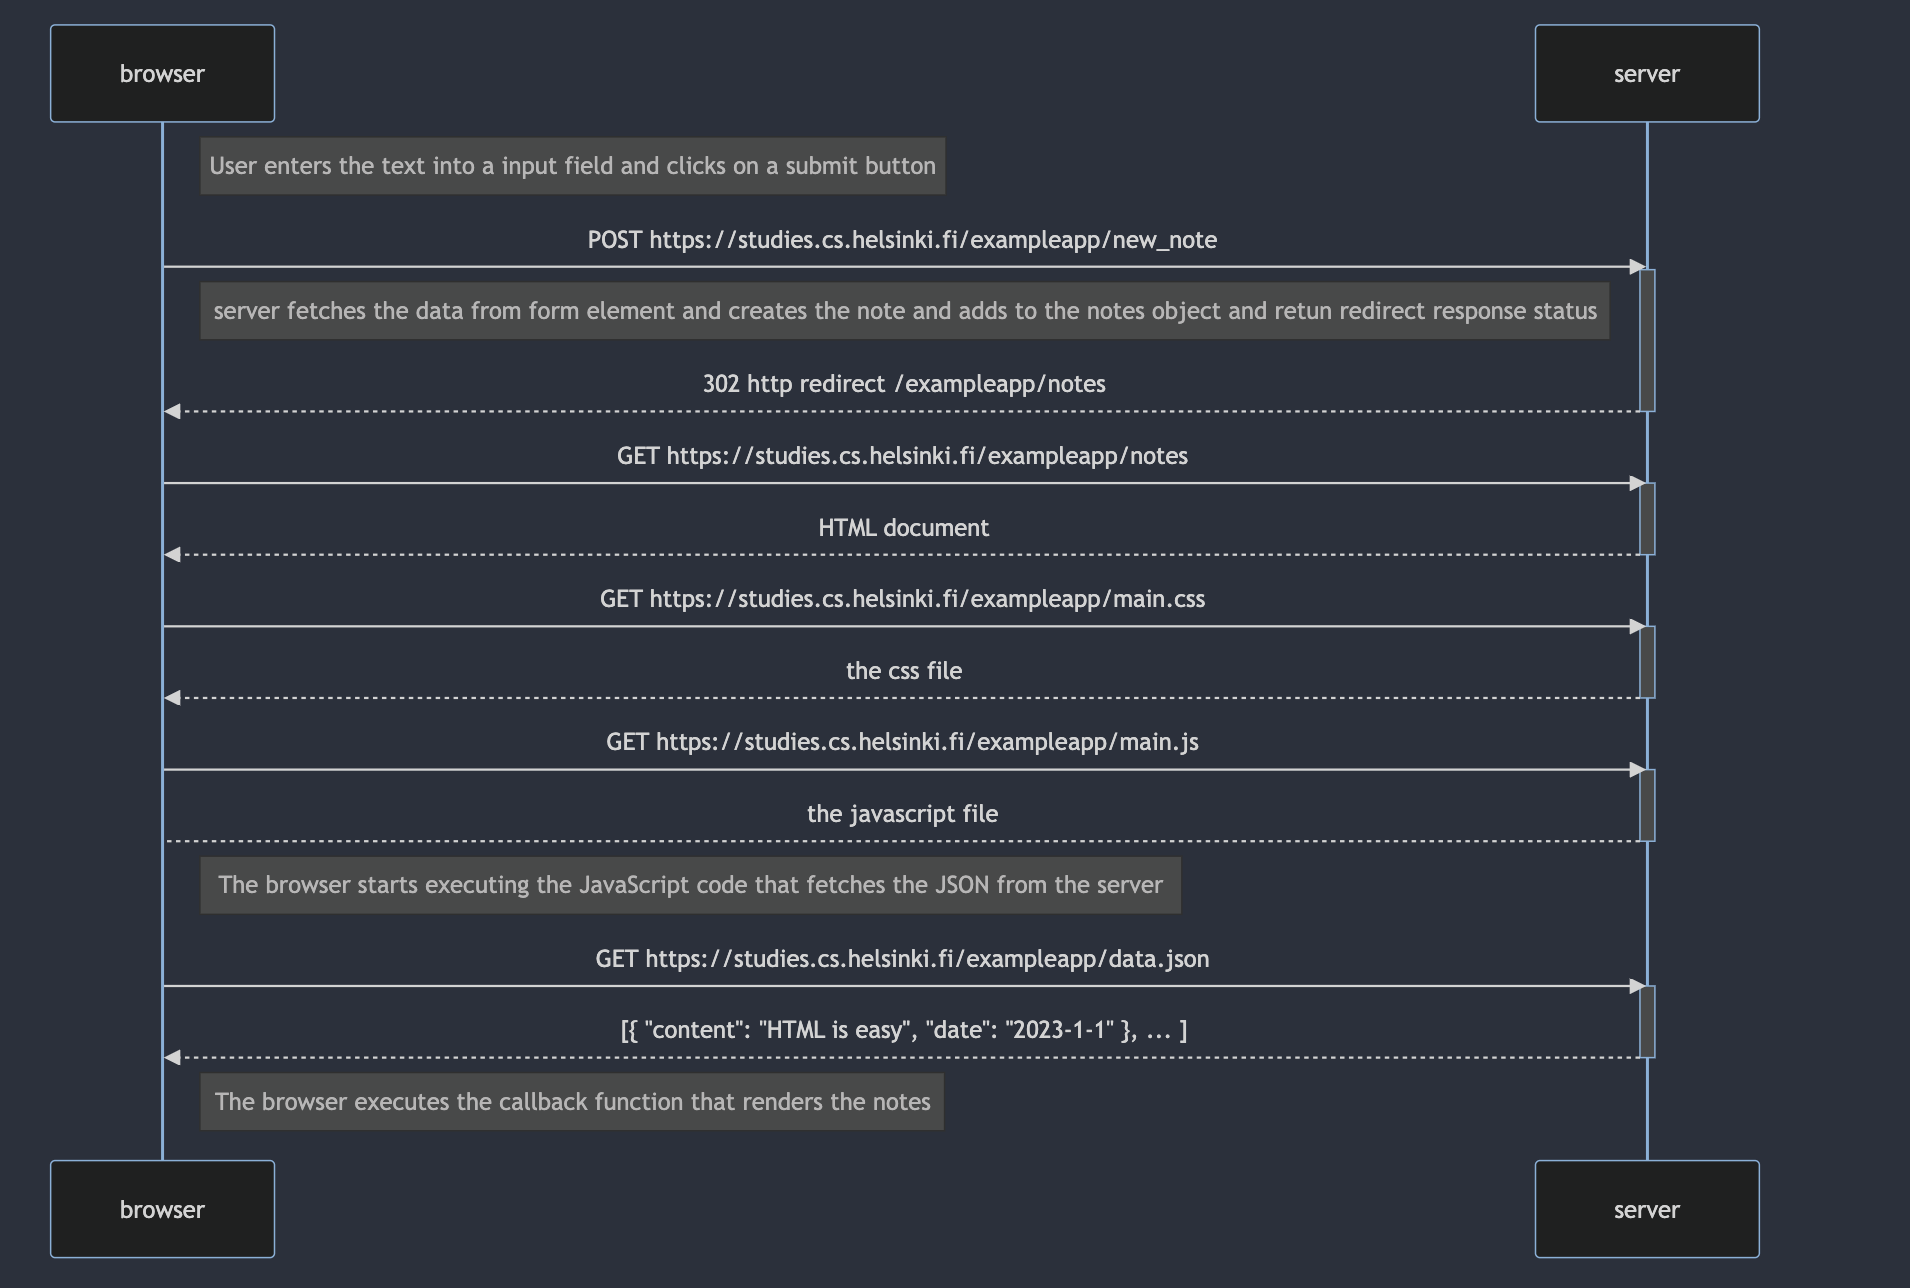 browser
server
User enters the text into a input field and clicks on a submit button
POST https://studies.cs.helsinki.fi/exampleapp/new_note
server fetches the data from form element and creates the note and adds to the notes object and retun redirect response status
302 http redirect /exampleapp/notes
GET https://studies.cs.helsinki.fi/exampleapp/notes
HTML document
GET https://studies.cs.helsinki.fi/exampleapp/main.css
the css file
GET https://studies.cs.helsinki.fi/exampleapp/main.js
the javascript file
The browser starts executing the JavaScript code that fetches the JSON from the server
GET https://studies.cs.helsinki.fi/exampleapp/data.json
[{ "content": "HTML is easy", "date": "2023-1-1" }, ... ]
The browser executes the callback function that renders the notes
browser
server